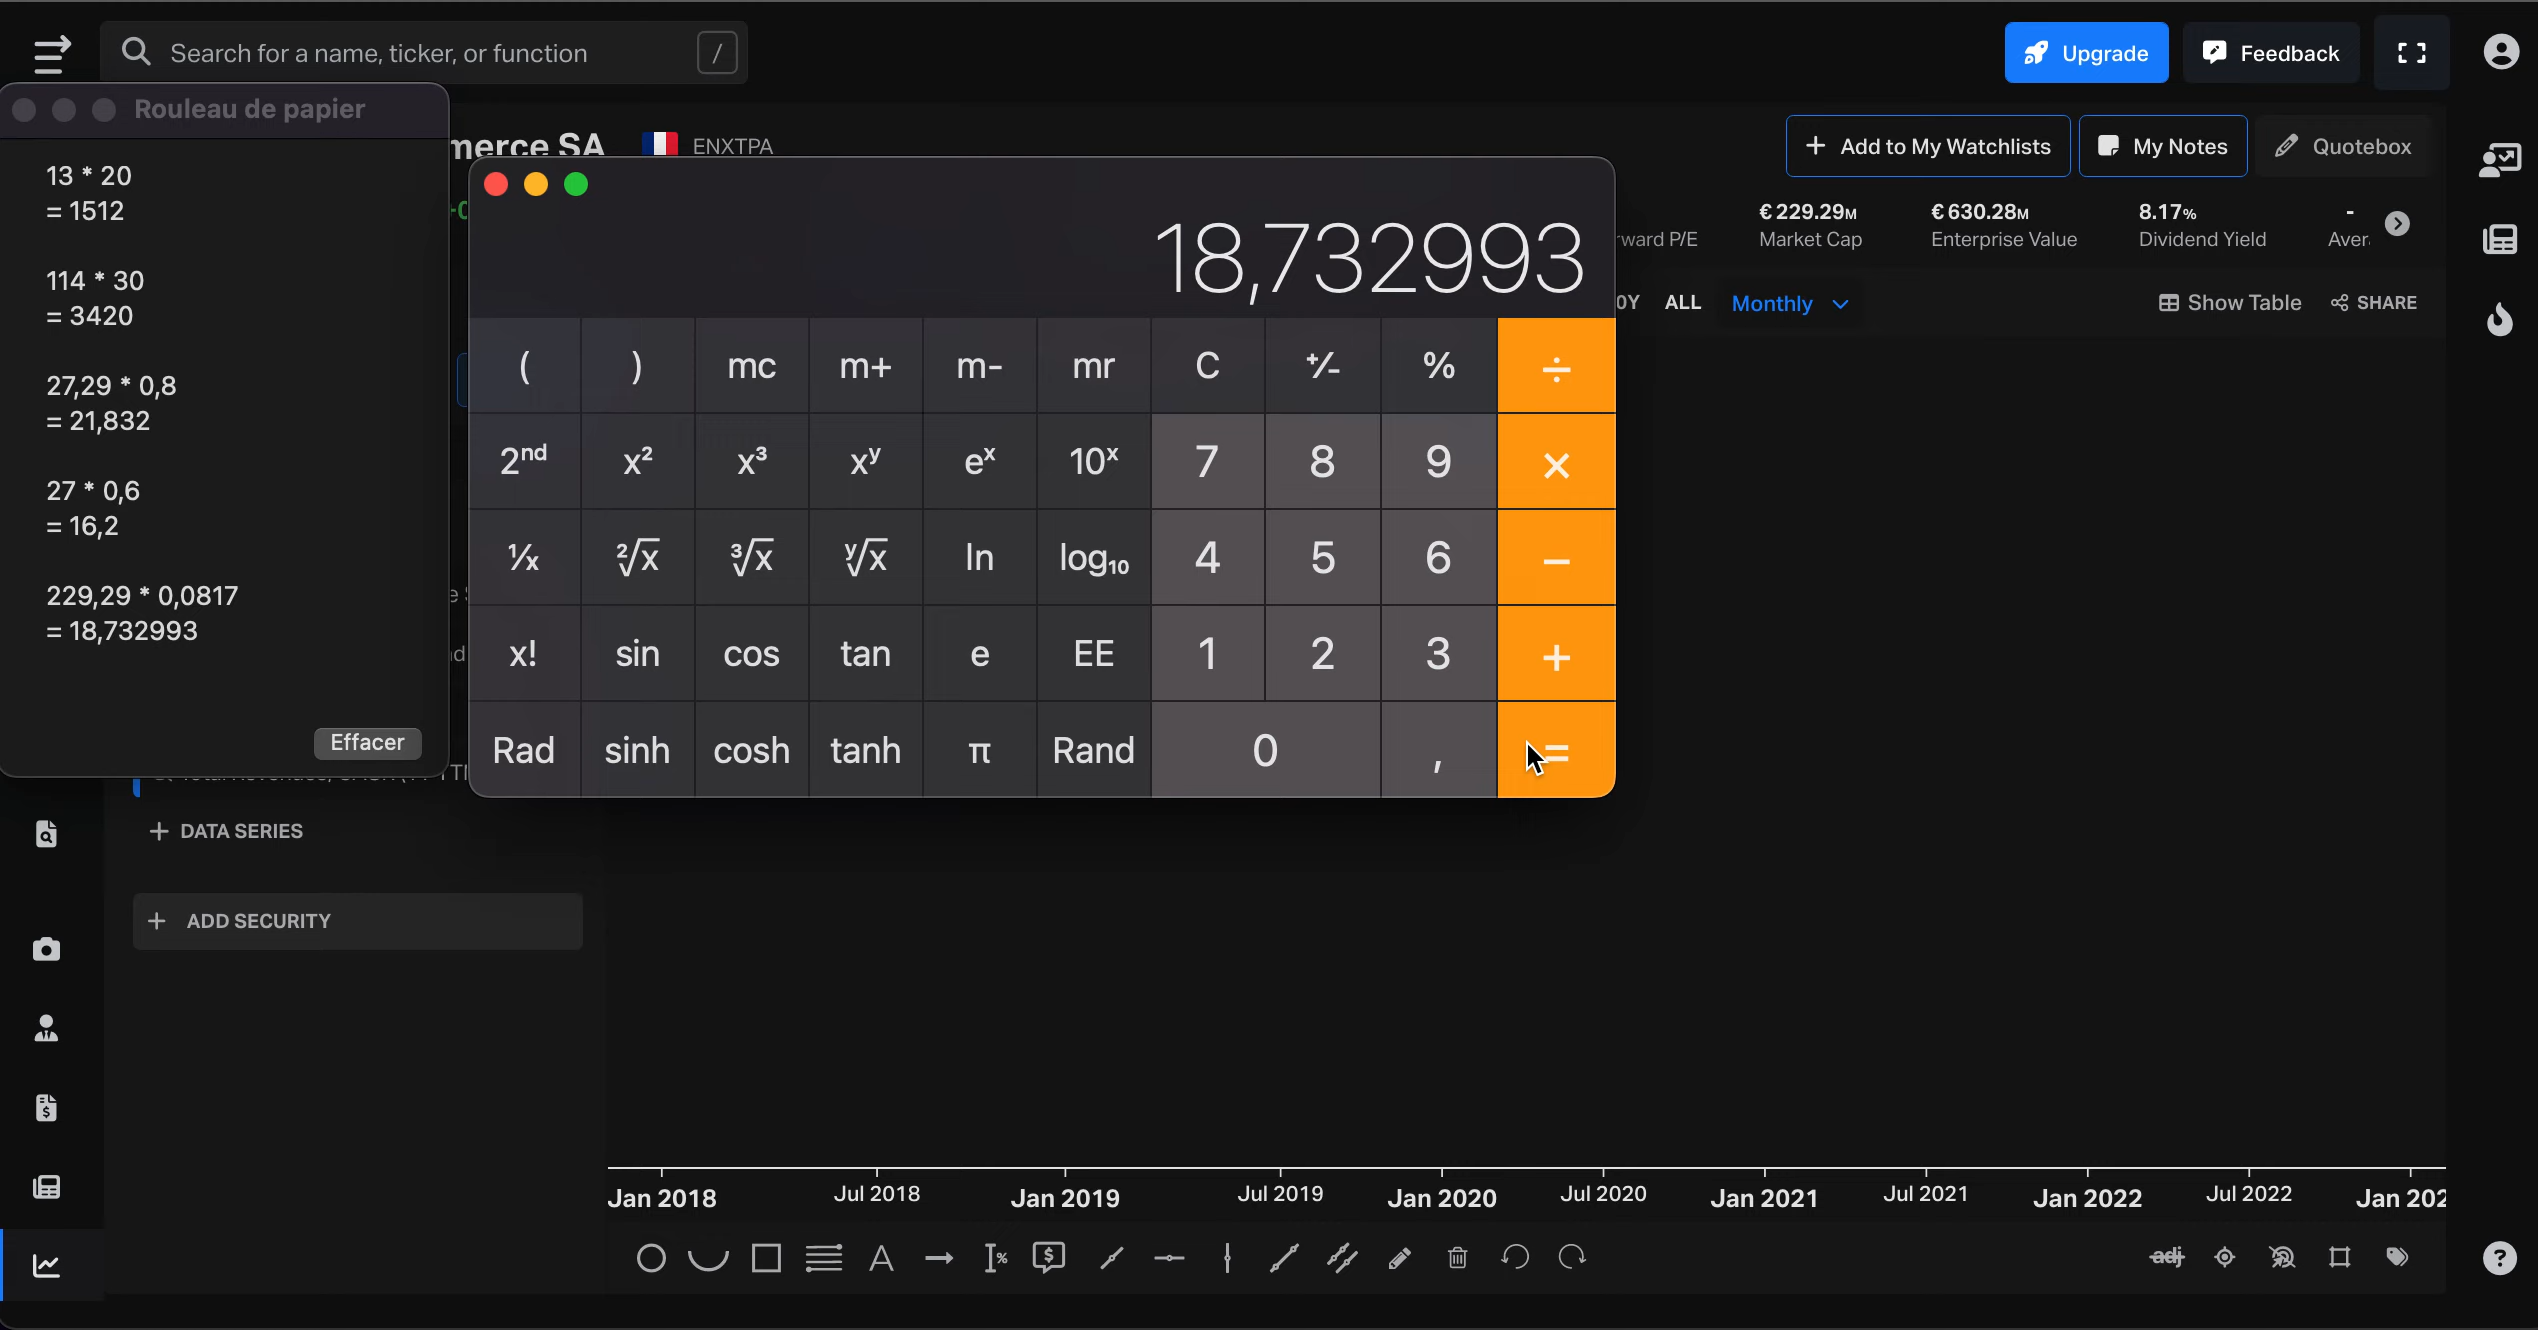 Search for a name, ticker, or function /
Upgrade
Feedback
Rouleau de papier
13 * 20
= 1512
114 * 30
= 3420
27,29 * 0,8
= 21,832
27 * 0,6
= 16,2
229,29 * 0,0817
= 18,732993
Effacer
merce SA ENXTPA
+ Add to My Watchlists
My Notes
Quotebox
€ 229.29M € 630.28M 8.17% -
ward P/E Market Cap Enterprise Value Dividend Yield Aver.
0Y ALL Monthly
Show Table SHARE
18,732993
( ) mc m+ m- mr C +/- % ÷
2nd x² x³ xʸ eˣ 10ˣ 7 8 9 ×
1/x ²√x ³√x ʸ√x ln log₁₀ 4 5 6 −
x! sin cos tan e EE 1 2 3 +
Rad sinh cosh tanh π Rand 0 , =
+ DATA SERIES
+ ADD SECURITY
Jan 2018 Jul 2018 Jan 2019 Jul 2019 Jan 2020 Jul 2020 Jan 2021 Jul 2021 Jan 2022 Jul 2022 Jan 202
A % $ adj ?